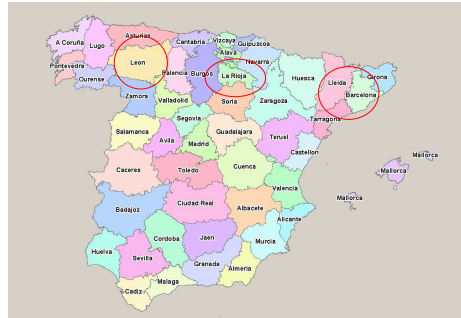 A Coruña
Lugo
Asturias
Cantabria
Vizcaya
Guipuzcoa
Alava
Navarra
Pontevedra
Leon
Palencia
Burgos
La Rioja
Huesca
Lleida
Girona
Ourense
Barcelona
Zamora
Valladolid
Soria
Zaragoza
Tarragona
Segovia
Salamanca
Avila
Madrid
Guadalajara
Teruel
Castellon
Mallorca
Mallorca
Caceres
Toledo
Cuenca
Valencia
Mallorca
Badajoz
Ciudad Real
Albacete
Alicante
Huelva
Sevilla
Cordoba
Jaen
Murcia
Granada
Almeria
Malaga
Cadiz